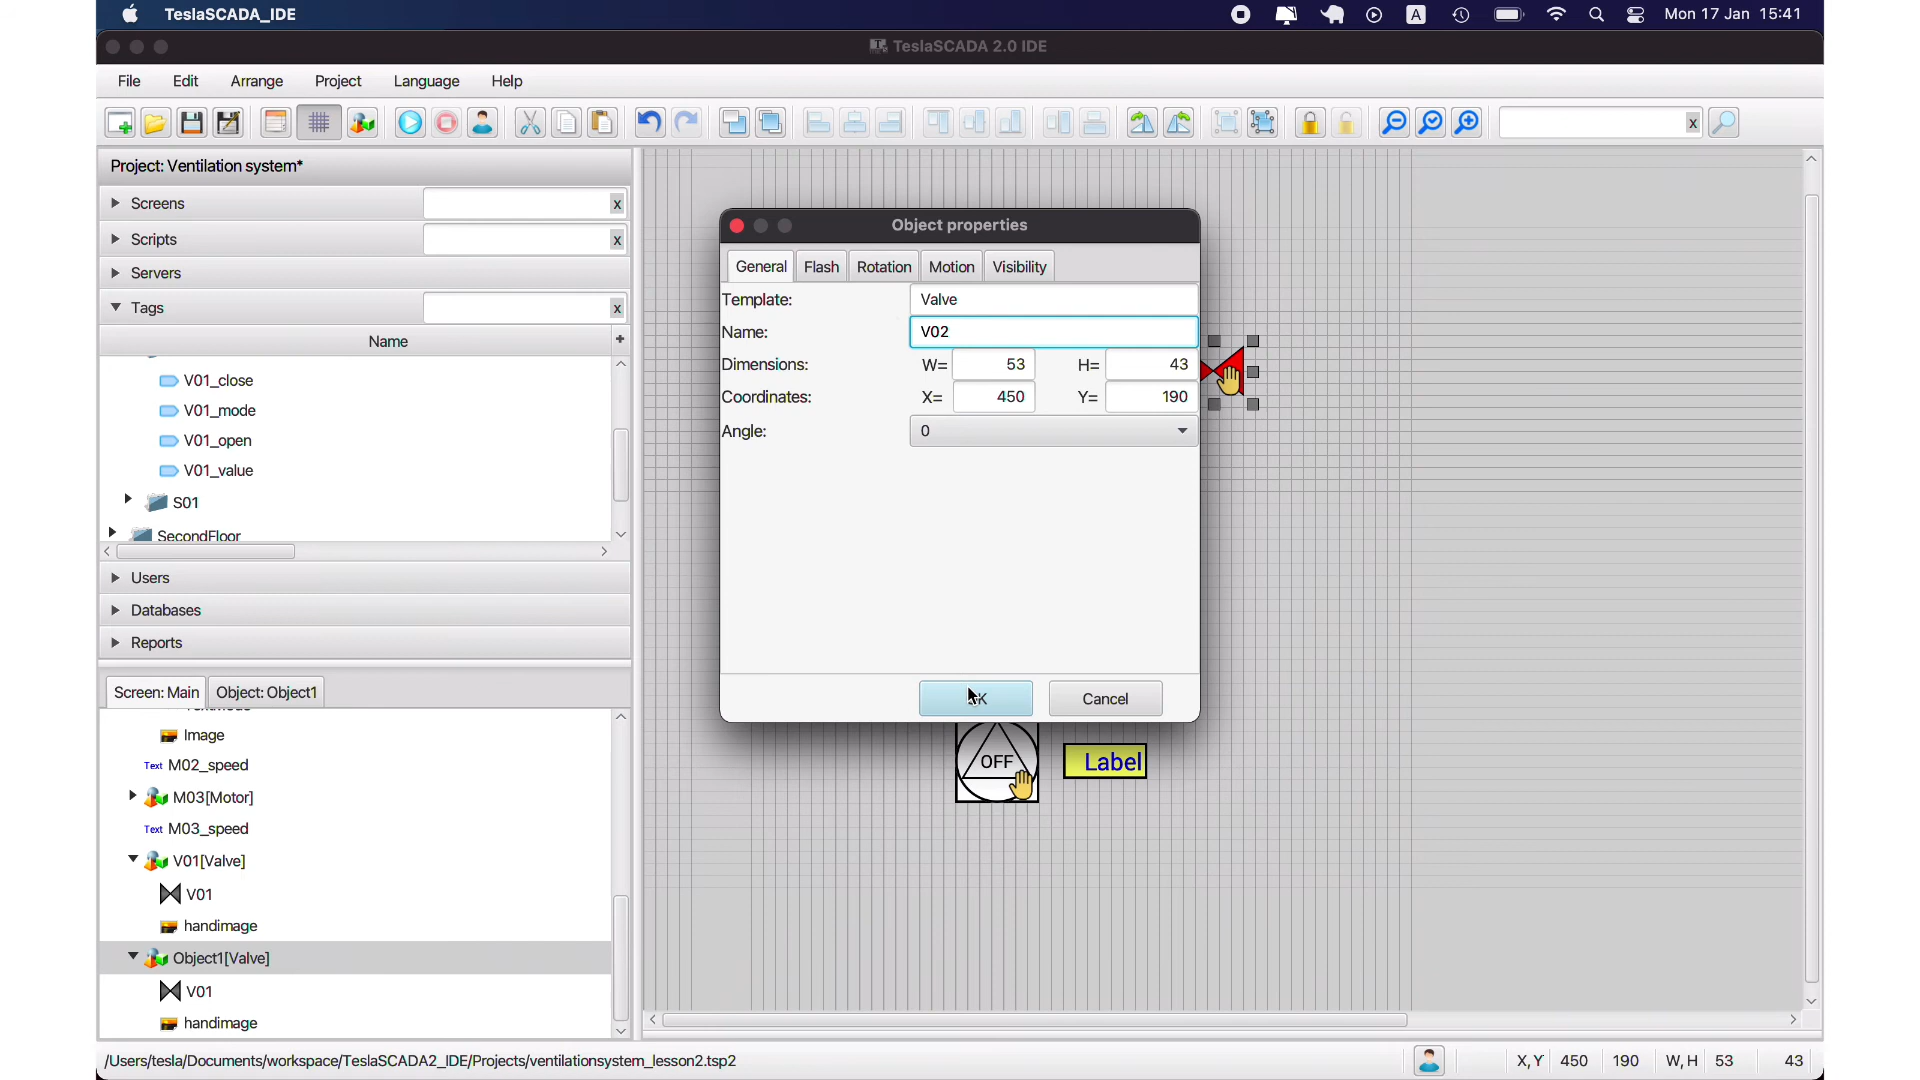 TeslaSCADA_IDE
A
Mon 17 Jan 15:41
TeslaSCADA 2.0 IDE
File Edit Arrange Project Language Help
x
Project: Ventilation system*
Screens x
Scripts x
Servers
Tags x
Name +
V01_close
V01_mode
V01_open
V01_value
S01
SecondFloor
Users
Databases
Reports
Screen: Main Object: Object1
Image
Text M02_speed
M03[Motor]
Text M03_speed
V01[Valve]
V01
handimage
Object1[Valve]
V01
handimage
Object properties
General Flash Rotation Motion Visibility
Template: Valve
Name: V02
Dimensions: W= 53 H= 43
Coordinates: X= 450 Y= 190
Angle: 0
Cancel
OFF
Label
/Users/tesla/Documents/workspace/TeslaSCADA2_IDE/Projects/ventilationsystem_lesson2.tsp2
X,Y 450 190 W,H 53 43